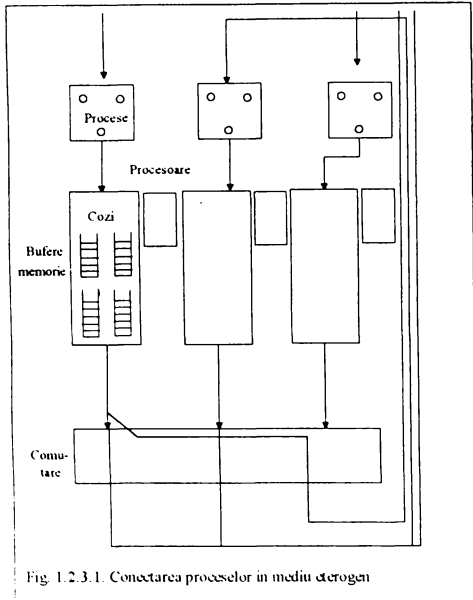 Procese
Procesoare
Cozi
Bufere
memorie
Comu-
tare
Fig. 1.2.3.1. Conectarea proceselor in mediu eterogen